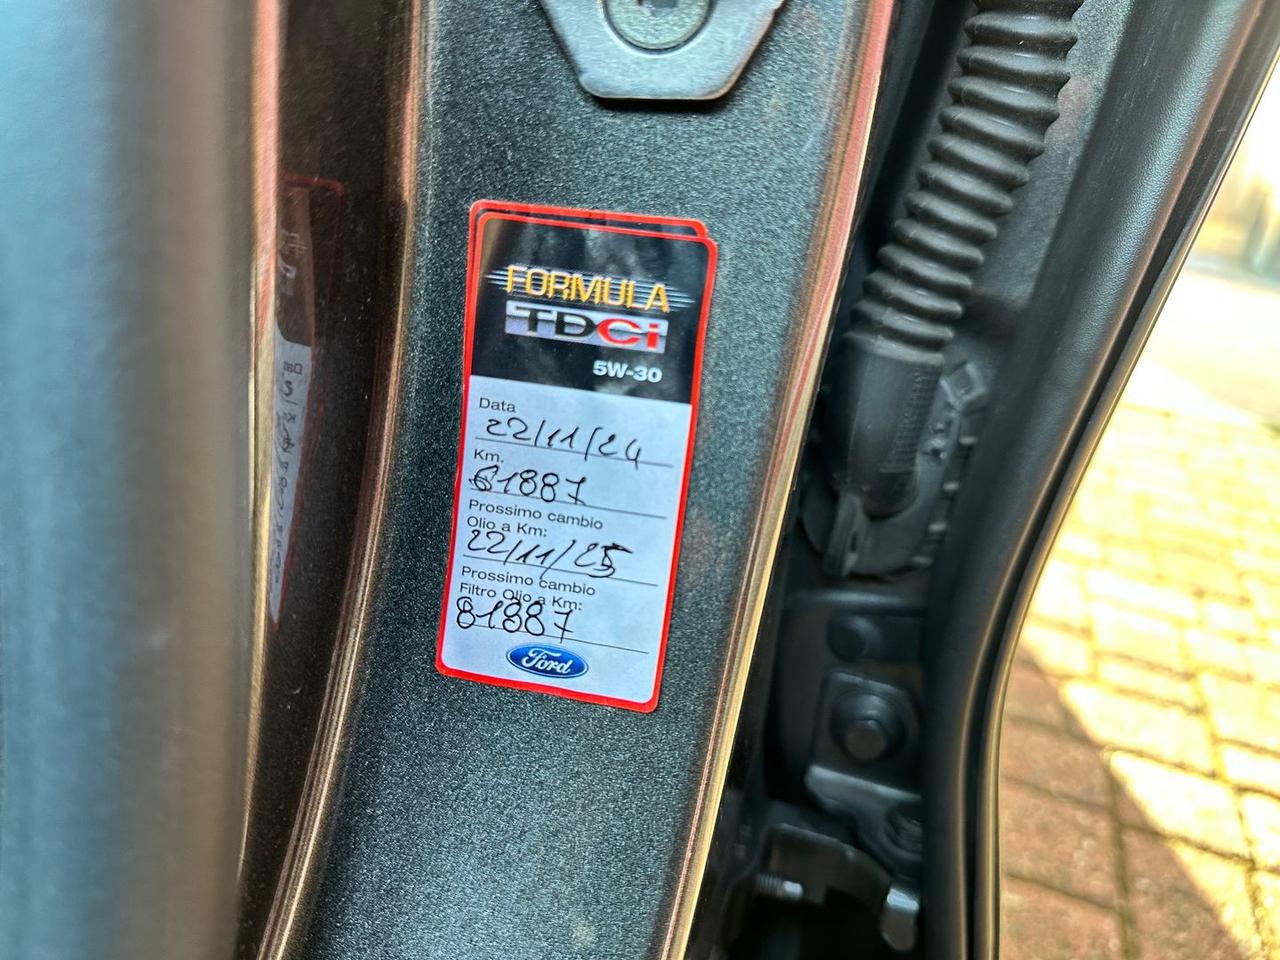 FORMULA
TDCi
5W-30
Data
22/11/24
Km.
61887
Prossimo cambio
Olio a Km:
22/11/25
Prossimo cambio
Filtro Olio a Km:
81887
Ford